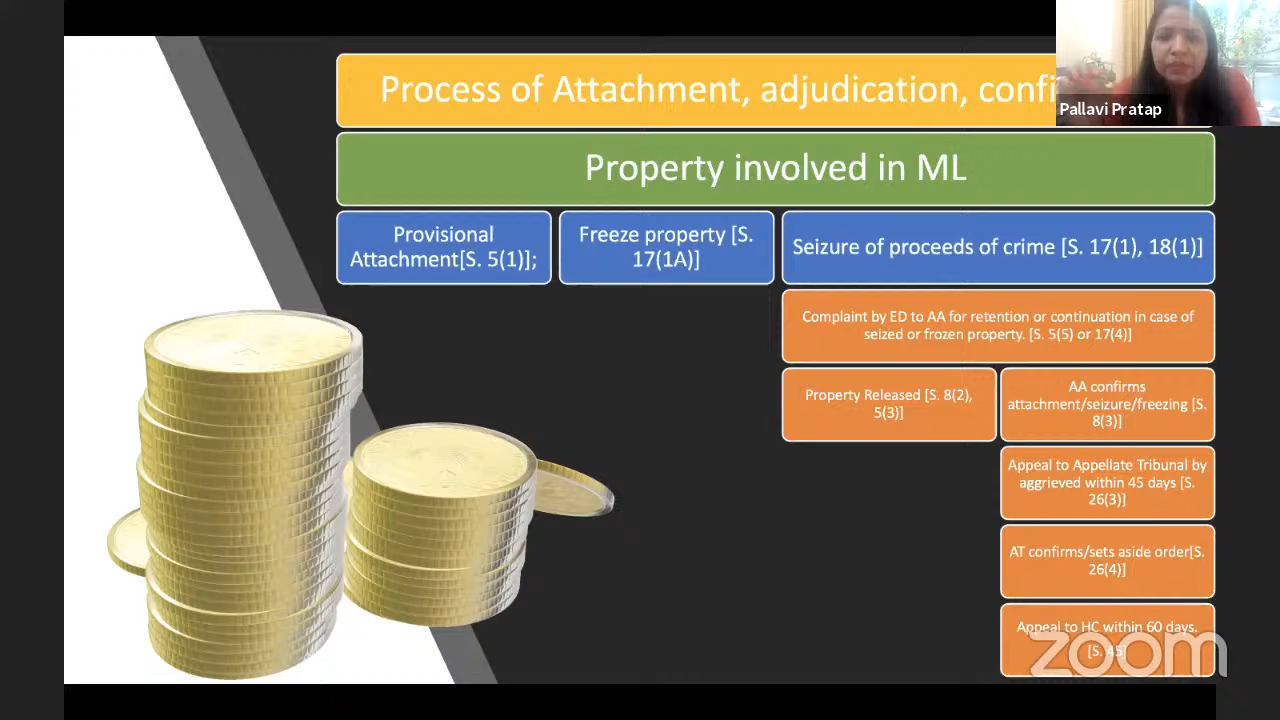 Process of Attachment, adjudication, confi
Pallavi Pratap
Property involved in ML
Provisional
Attachment[S. 5(1)];
Freeze property [S.
17(1A)]
Seizure of proceeds of crime [S. 17(1), 18(1)]
Complaint by ED to AA for retention or continuation in case of
seized or frozen property. [S. 5(5) or 17(4)]
Property Released [S. 8(2),
5(3)]
AA confirms
attachment/seizure/freezing [S.
8(3)]
Appeal to Appellate Tribunal by
aggrieved within 45 days [S.
26(3)]
AT confirms/sets aside order[S.
26(4)]
Appeal to HC within 60 days.
[S. 45]
zoom